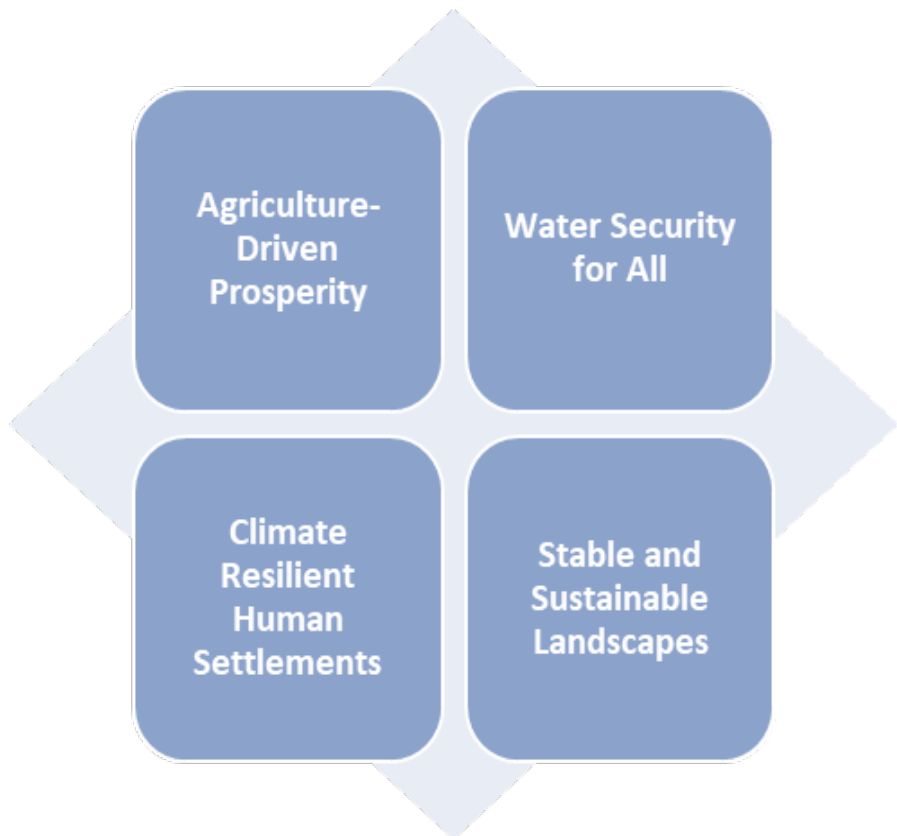 Agriculture-
Driven
Prosperity
Water Security
for All
Climate
Resilient
Human
Settlements
Stable and
Sustainable
Landscapes